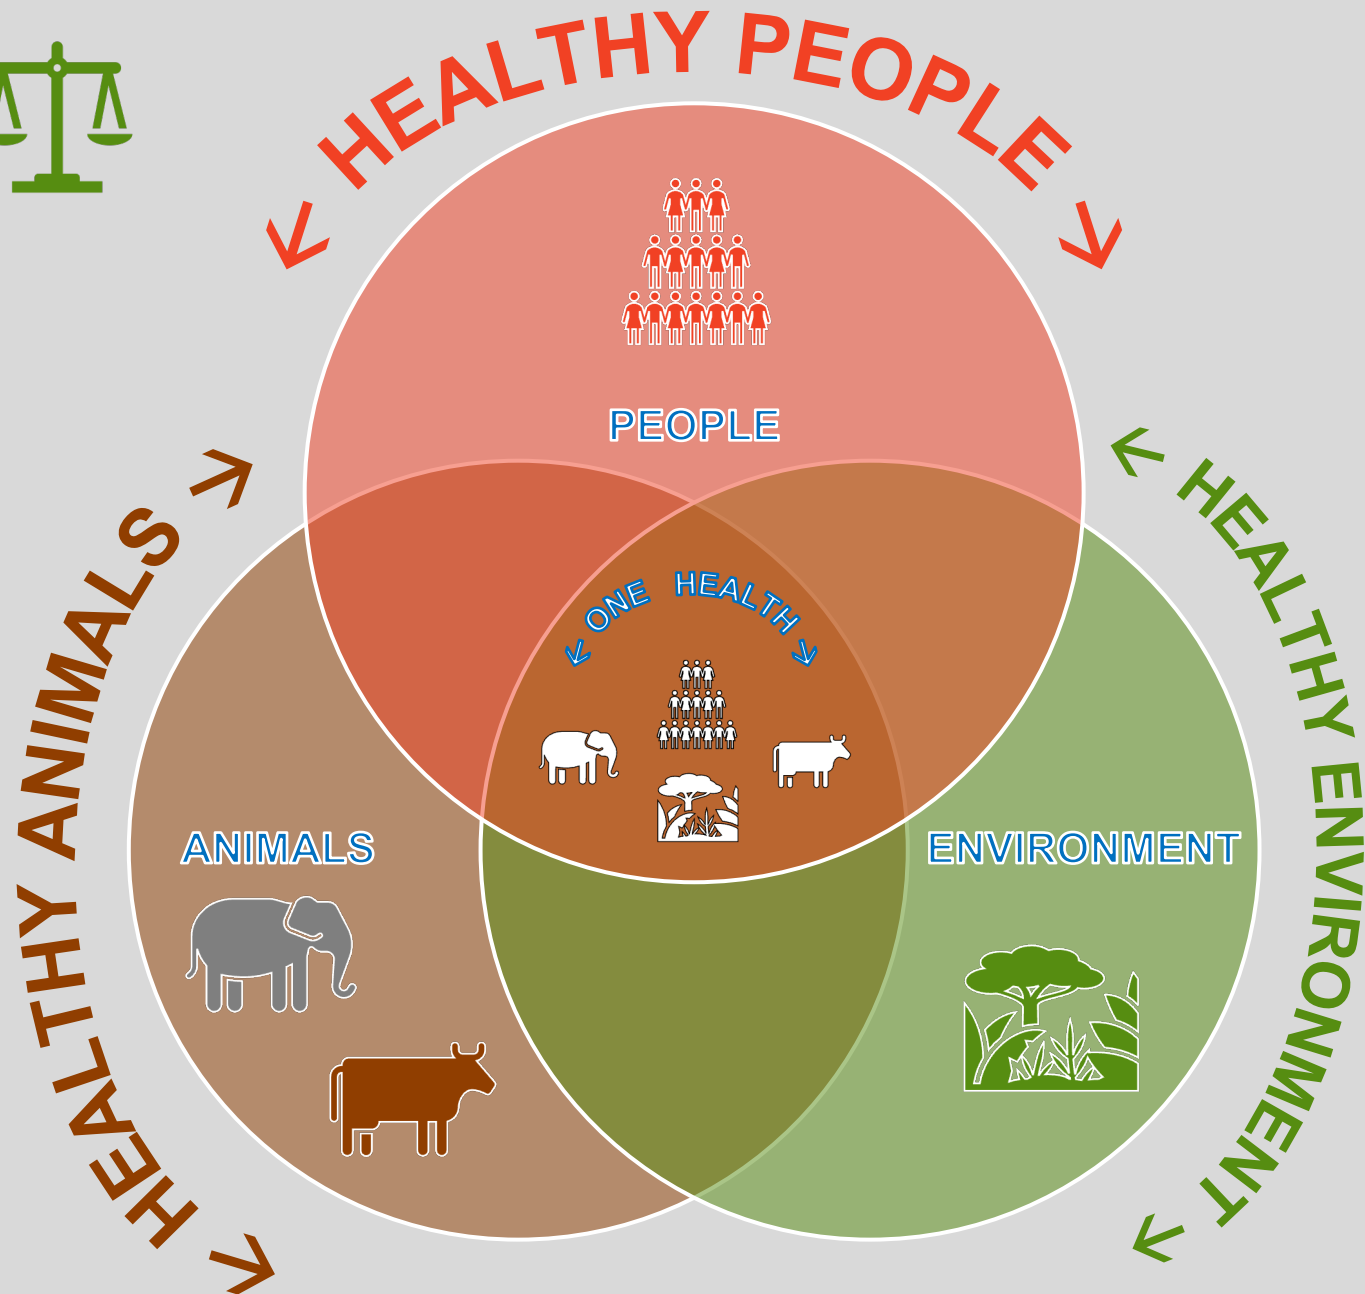 HEALTHY PEOPLE
PEOPLE
HEALTHY ANIMALS
HEALTHY ENVIRONMENT
ONE HEALTH
ANIMALS
ENVIRONMENT